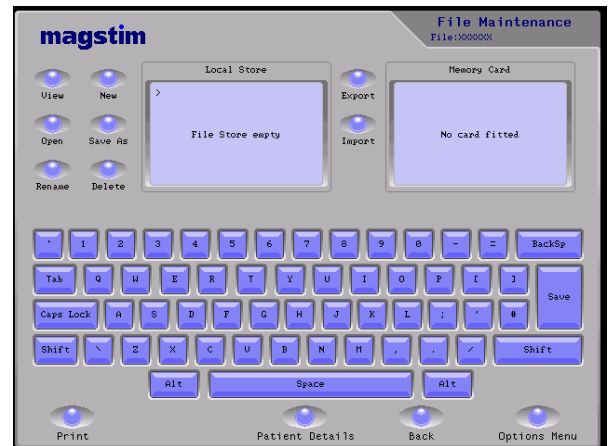 magstim
File Maintenance
File:XXXXXX
Local Store
Memory Card
View New
>
Export
File Store empty
No card fitted
Open Save As
Import
Rename Delete
` 1 2 3 4 5 6 7 8 9 0 - = BackSp
Tab Q W E R T Y U I O P [ ]
Save
Caps Lock A S D F G H J K L ; ' #
Shift \ Z X C V B N M , . / Shift
Alt Space Alt
Print Patient Details Back Options Menu